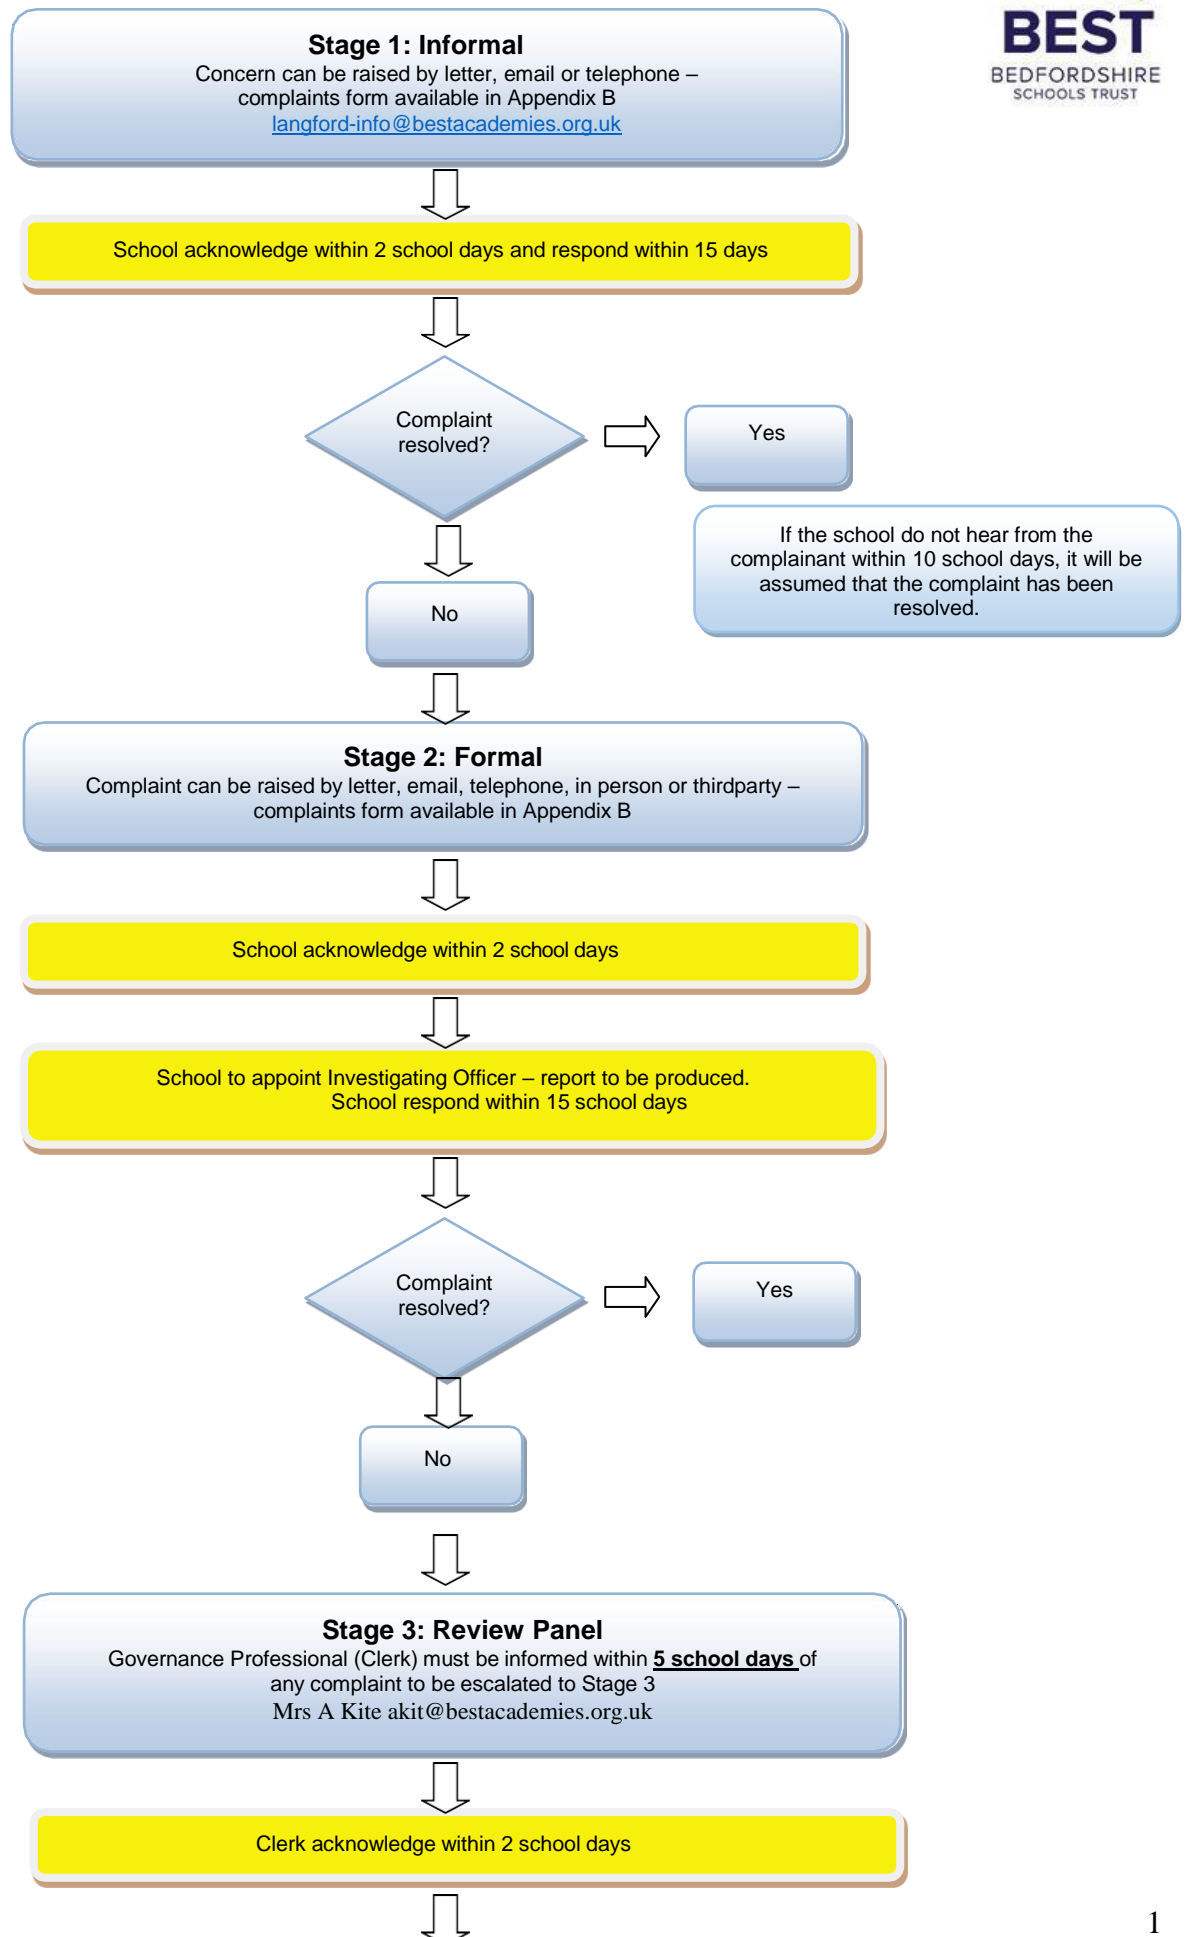 BEST
BEDFORDSHIRE
SCHOOLS TRUST
Stage 1: Informal
Concern can be raised by letter, email or telephone –
complaints form available in Appendix B
langford-info@bestacademies.org.uk
School acknowledge within 2 school days and respond within 15 days
Complaint
resolved?
Yes
If the school do not hear from the
complainant within 10 school days, it will be
assumed that the complaint has been
resolved.
No
Stage 2: Formal
Complaint can be raised by letter, email, telephone, in person or thirdparty –
complaints form available in Appendix B
School acknowledge within 2 school days
School to appoint Investigating Officer – report to be produced.
School respond within 15 school days
Complaint
resolved?
Yes
No
Stage 3: Review Panel
Governance Professional (Clerk) must be informed within 5 school days of
any complaint to be escalated to Stage 3
Mrs A Kite akit@bestacademies.org.uk
Clerk acknowledge within 2 school days
1